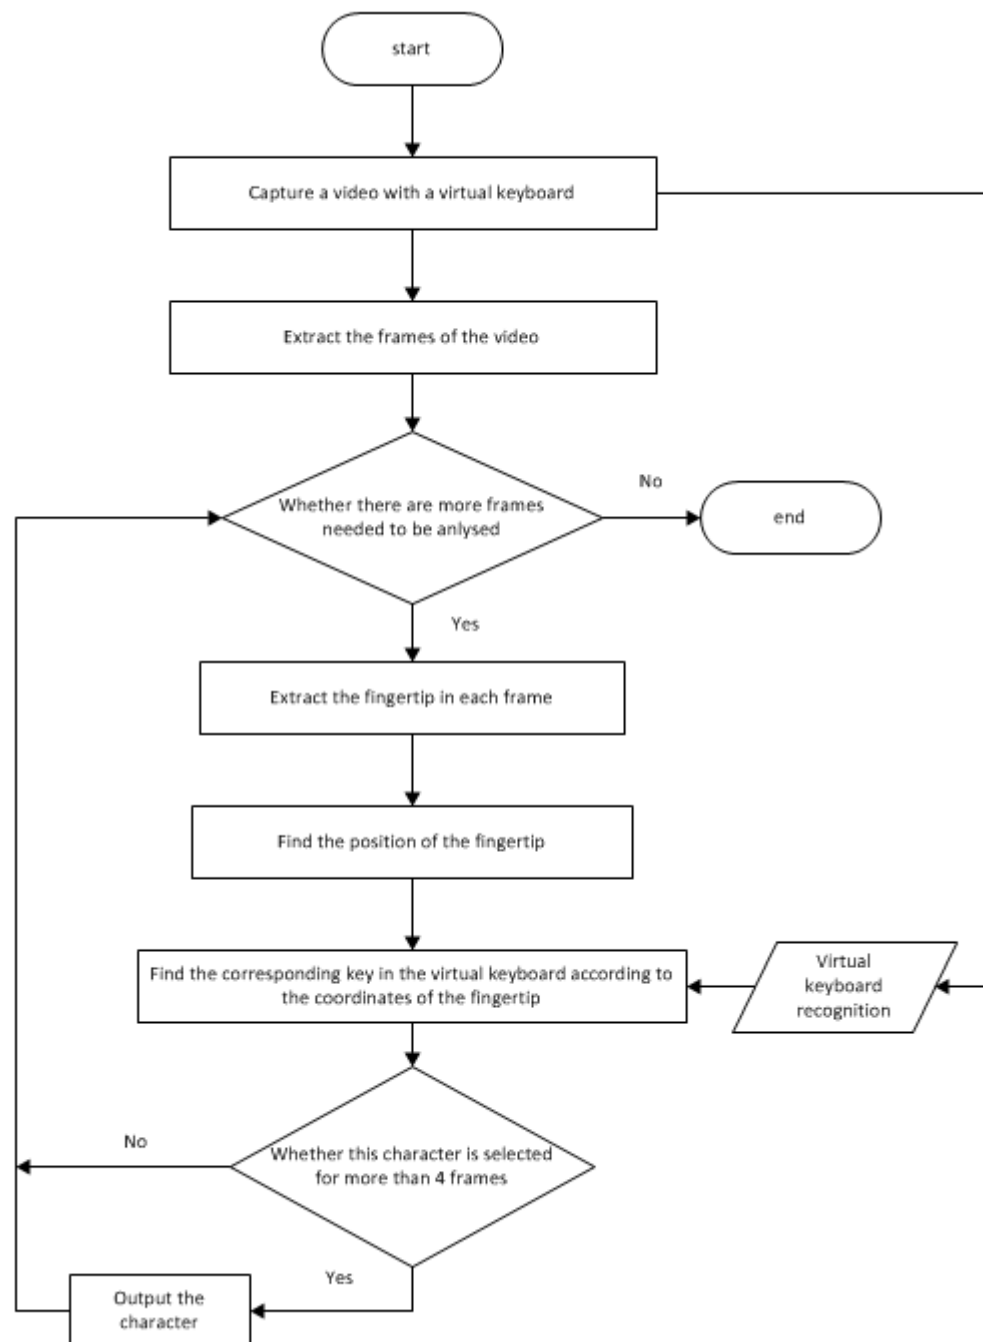 start
Capture a video with a virtual keyboard
Extract the frames of the video
Whether there are more frames
needed to be anlysed
No
end
Yes
Extract the fingertip in each frame
Find the position of the fingertip
Find the corresponding key in the virtual keyboard according to
the coordinates of the fingertip
Virtual
keyboard
recognition
Whether this character is selected
for more than 4 frames
No
Yes
Output the
character